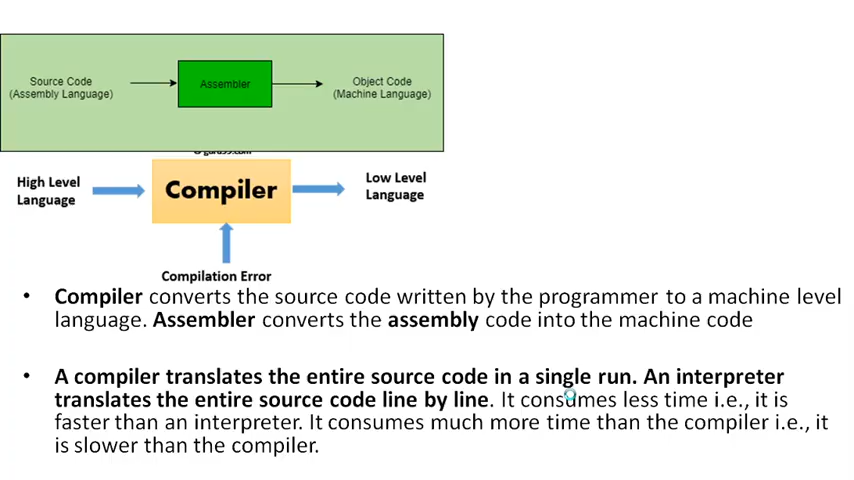 Source Code
(Assembly Language)
Assembler
Object Code
(Machine Language)
High Level
Language
Compiler
Low Level
Language
Compilation Error
• Compiler converts the source code written by the programmer to a machine level
language. Assembler converts the assembly code into the machine code
• A compiler translates the entire source code in a single run. An interpreter
translates the entire source code line by line. It consumes less time i.e., it is
faster than an interpreter. It consumes much more time than the compiler i.e., it
is slower than the compiler.